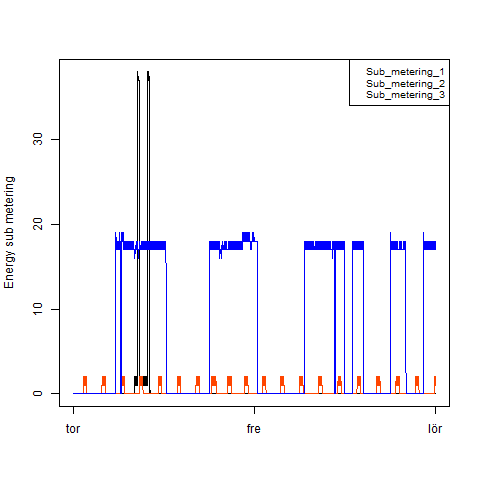 Sub_metering_1
Sub_metering_2
Sub_metering_3
Energy sub metering
30
20
10
0
tor fre lör